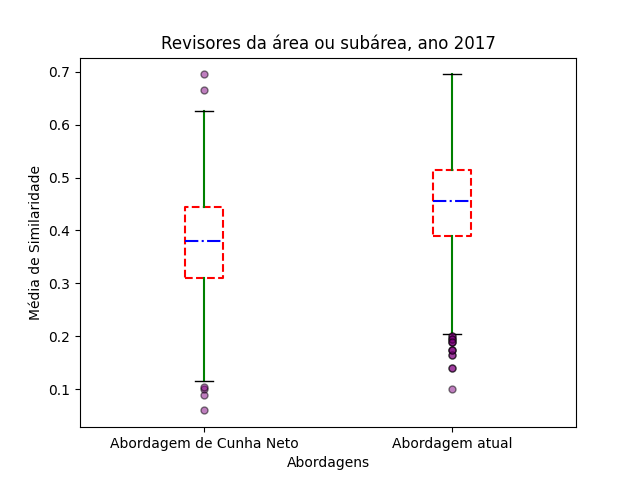 Revisores da área ou subárea, ano 2017
0.7
0.6
0.5
0.4
0.3
0.2
0.1
Média de Similaridade
Abordagem de Cunha Neto
Abordagem atual
Abordagens